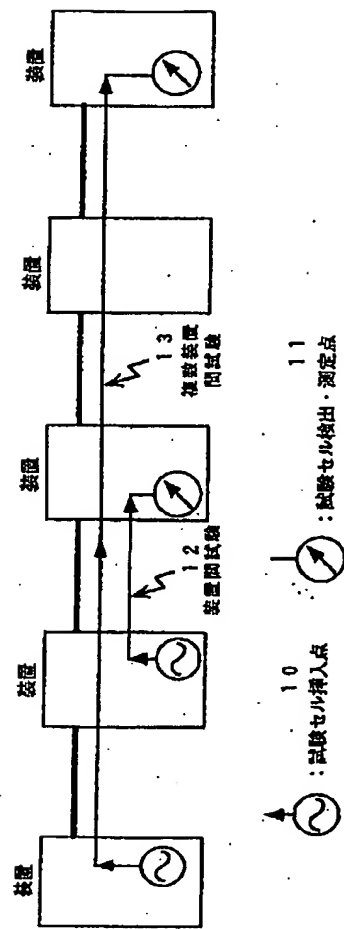 装置
装置
装置
装置
装置
12
装置間試験
13
複数装置
間試験
10
：試験セル挿入点
11
：試験セル検出・測定点